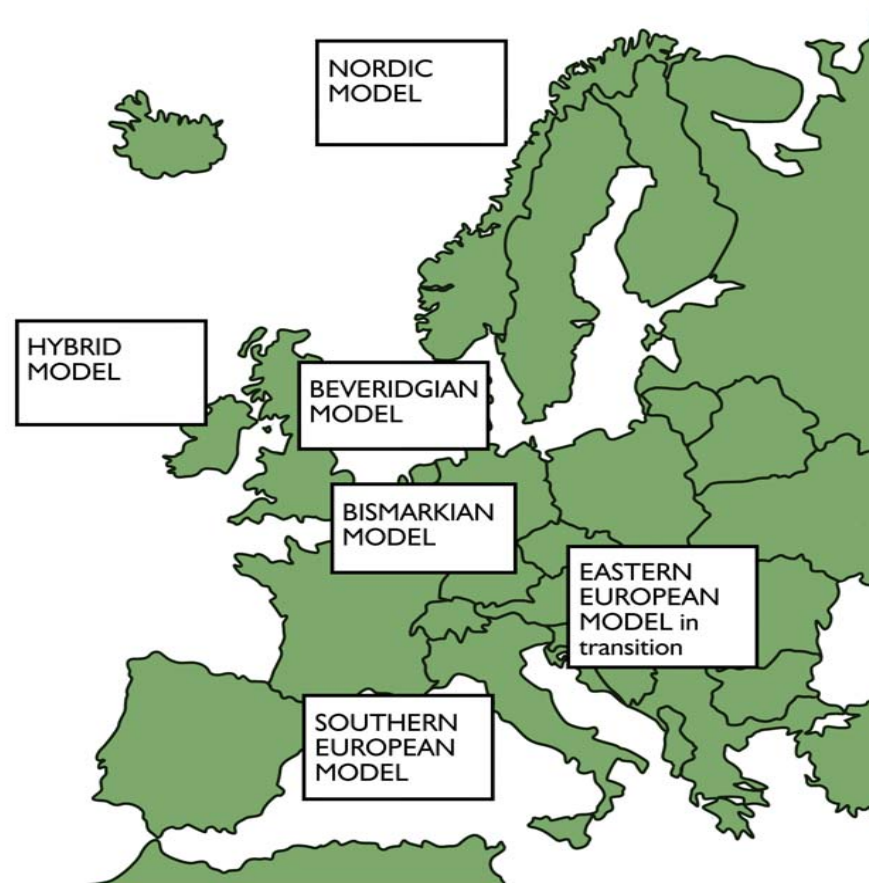 NORDIC
MODEL
HYBRID
MODEL
BEVERIDGIAN
MODEL
BISMARKIAN
MODEL
EASTERN
EUROPEAN
MODEL in
transition
SOUTHERN
EUROPEAN
MODEL